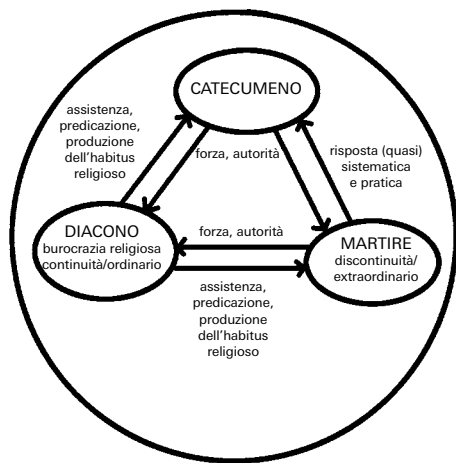 CATECUMENO
assistenza,
predicazione,
produzione
dell'habitus
religioso
forza, autorità
risposta (quasi)
sistematica
e pratica
DIACONO
burocrazia religiosa
continuità/ordinario
forza, autorità
MARTIRE
discontinuità/
extraordinario
assistenza,
predicazione,
produzione
dell'habitus
religioso